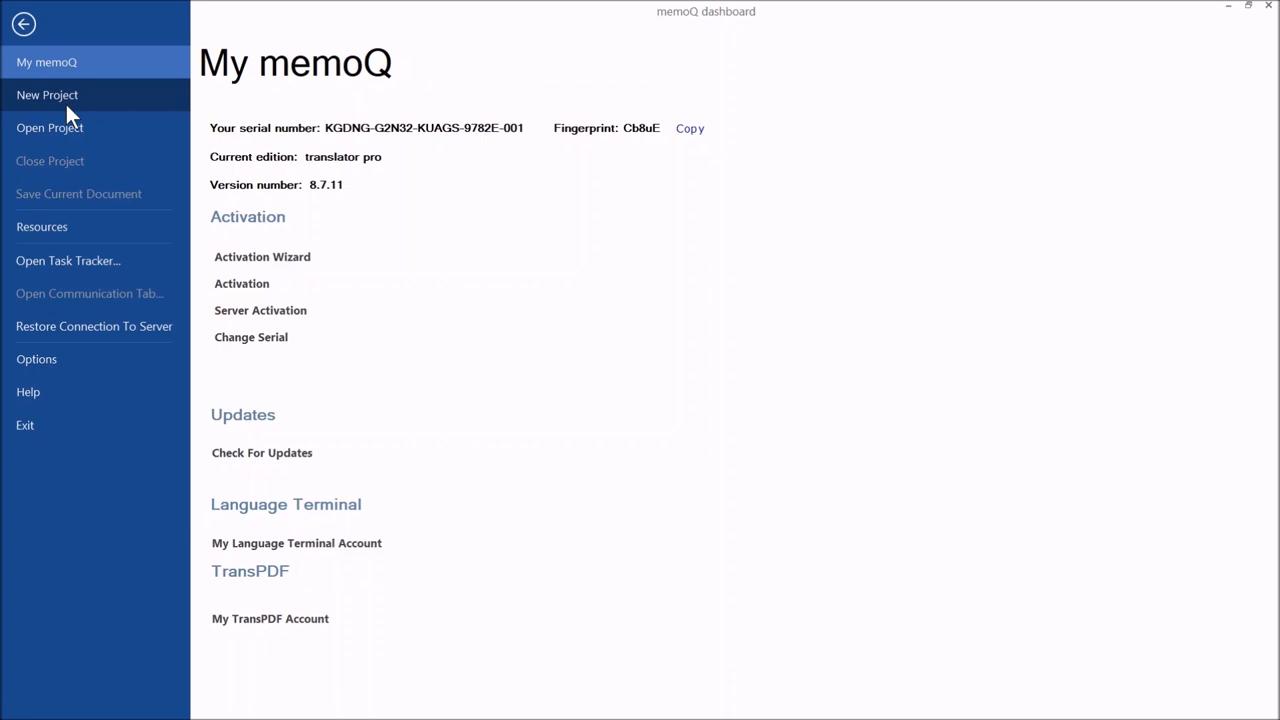 memoQ dashboard
My memoQ
New Project
Open Project
Close Project
Save Current Document
Resources
Open Task Tracker...
Open Communication Tab...
Restore Connection To Server
Options
Help
Exit
My memoQ
Your serial number: KGDNG-G2N32-KUAGS-9782E-001 Fingerprint: Cb8uE Copy
Current edition: translator pro
Version number: 8.7.11
Activation
Activation Wizard
Activation
Server Activation
Change Serial
Updates
Check For Updates
Language Terminal
My Language Terminal Account
TransPDF
My TransPDF Account